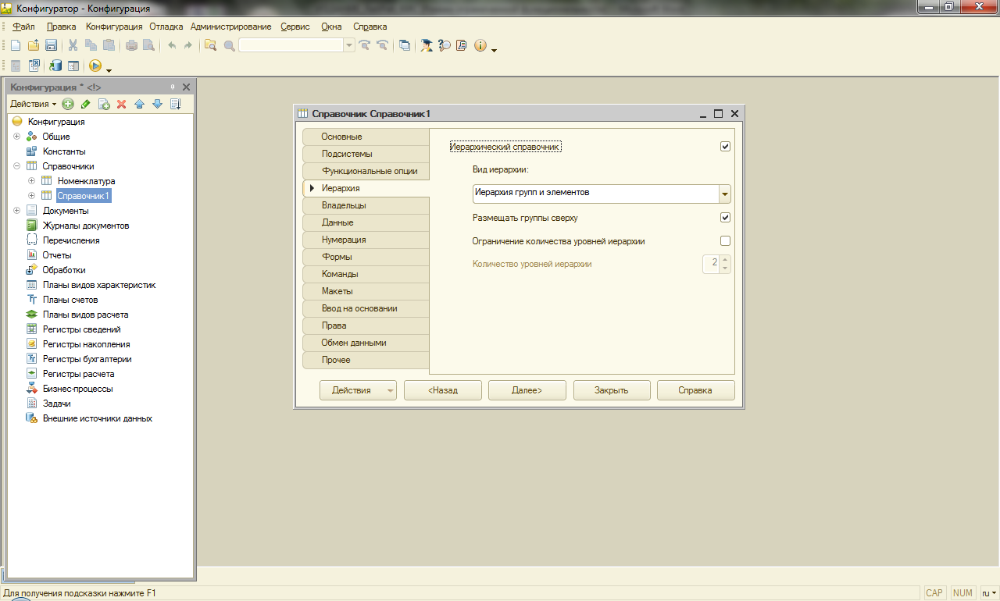 Конфигуратор - Конфигурация
Файл Правка Конфигурация Отладка Администрирование Сервис Окна Справка
Конфигурация * <!>
Действия
Конфигурация
Общие
Константы
Справочники
Номенклатура
Справочник1
Документы
Журналы документов
Перечисления
Отчеты
Обработки
Планы видов характеристик
Планы счетов
Планы видов расчета
Регистры сведений
Регистры накопления
Регистры бухгалтерии
Регистры расчета
Бизнес-процессы
Задачи
Внешние источники данных
Справочник Справочник1
Основные
Подсистемы
Функциональные опции
Иерархия
Владельцы
Данные
Нумерация
Формы
Команды
Макеты
Ввод на основании
Права
Обмен данными
Прочее
Иерархический справочник
Вид иерархии:
Иерархия групп и элементов
Размещать группы сверху
Ограничение количества уровней иерархии
Количество уровней иерархии 2
Действия <Назад Далее> Закрыть Справка
Для получения подсказки нажмите F1 CAP NUM ru